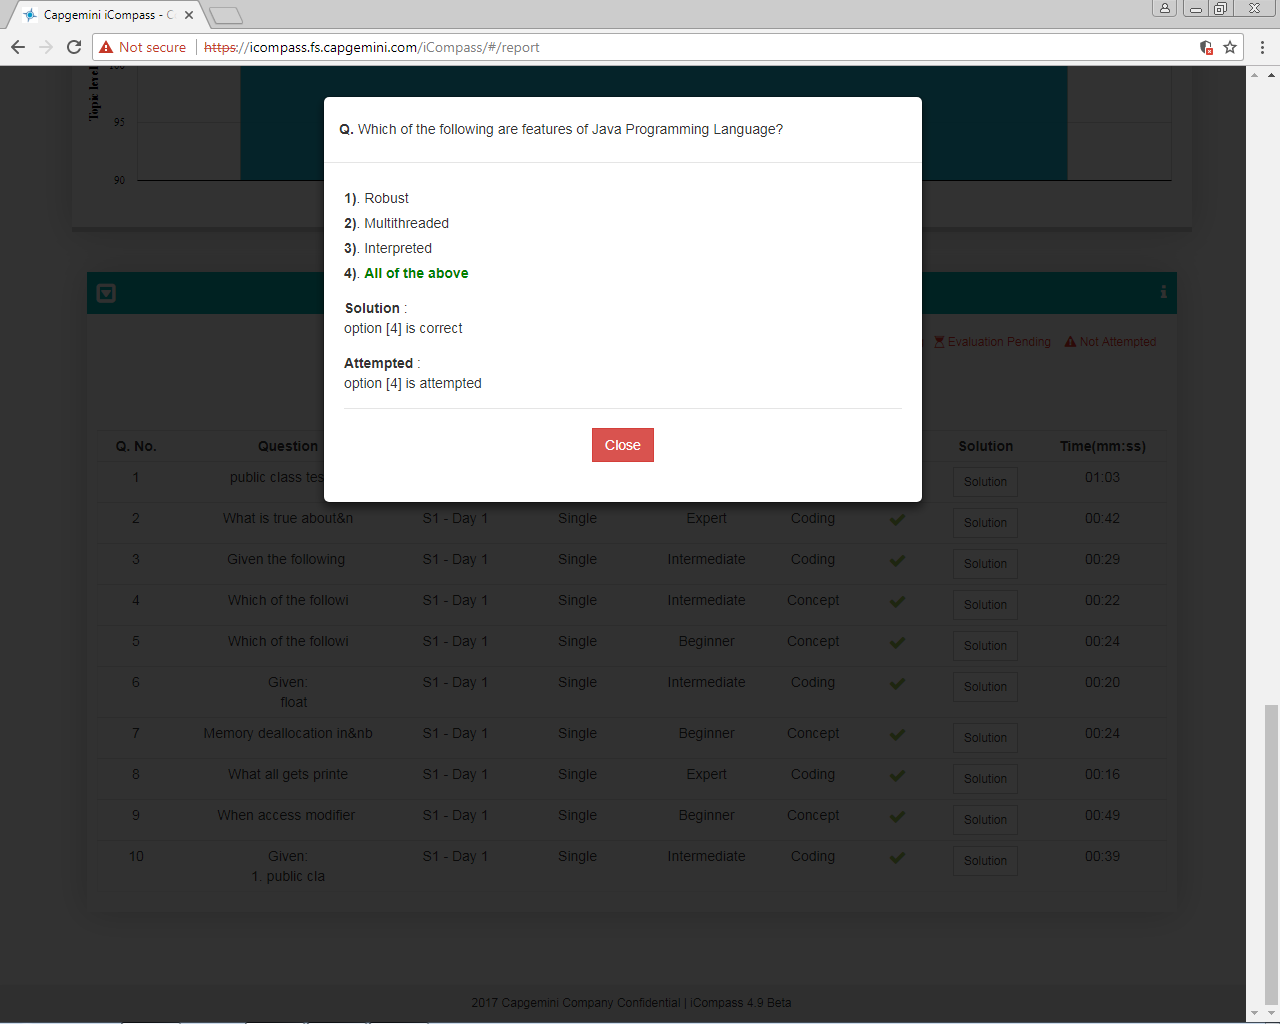 Capgemini iCompass - C
Not secure
https://icompass.fs.capgemini.com/iCompass/#/report
Topic level
100
95
90
Q. Which of the following are features of Java Programming Language?
1). Robust
2). Multithreaded
3). Interpreted
4). All of the above
Solution :
option [4] is correct
Attempted :
option [4] is attempted
Close
Evaluation Pending Not Attempted
Q. No. Question Solution Time(mm:ss)
1 public class tes Solution 01:03
2 What is true about&n S1 - Day 1 Single Expert Coding Solution 00:42
3 Given the following S1 - Day 1 Single Intermediate Coding Solution 00:29
4 Which of the followi S1 - Day 1 Single Intermediate Concept Solution 00:22
5 Which of the followi S1 - Day 1 Single Beginner Concept Solution 00:24
6 Given: S1 - Day 1 Single Intermediate Coding Solution 00:20
float
7 Memory deallocation in&nb S1 - Day 1 Single Beginner Concept Solution 00:24
8 What all gets printe S1 - Day 1 Single Expert Coding Solution 00:16
9 When access modifier S1 - Day 1 Single Beginner Concept Solution 00:49
10 Given: S1 - Day 1 Single Intermediate Coding Solution 00:39
1. public cla
2017 Capgemini Company Confidential | iCompass 4.9 Beta